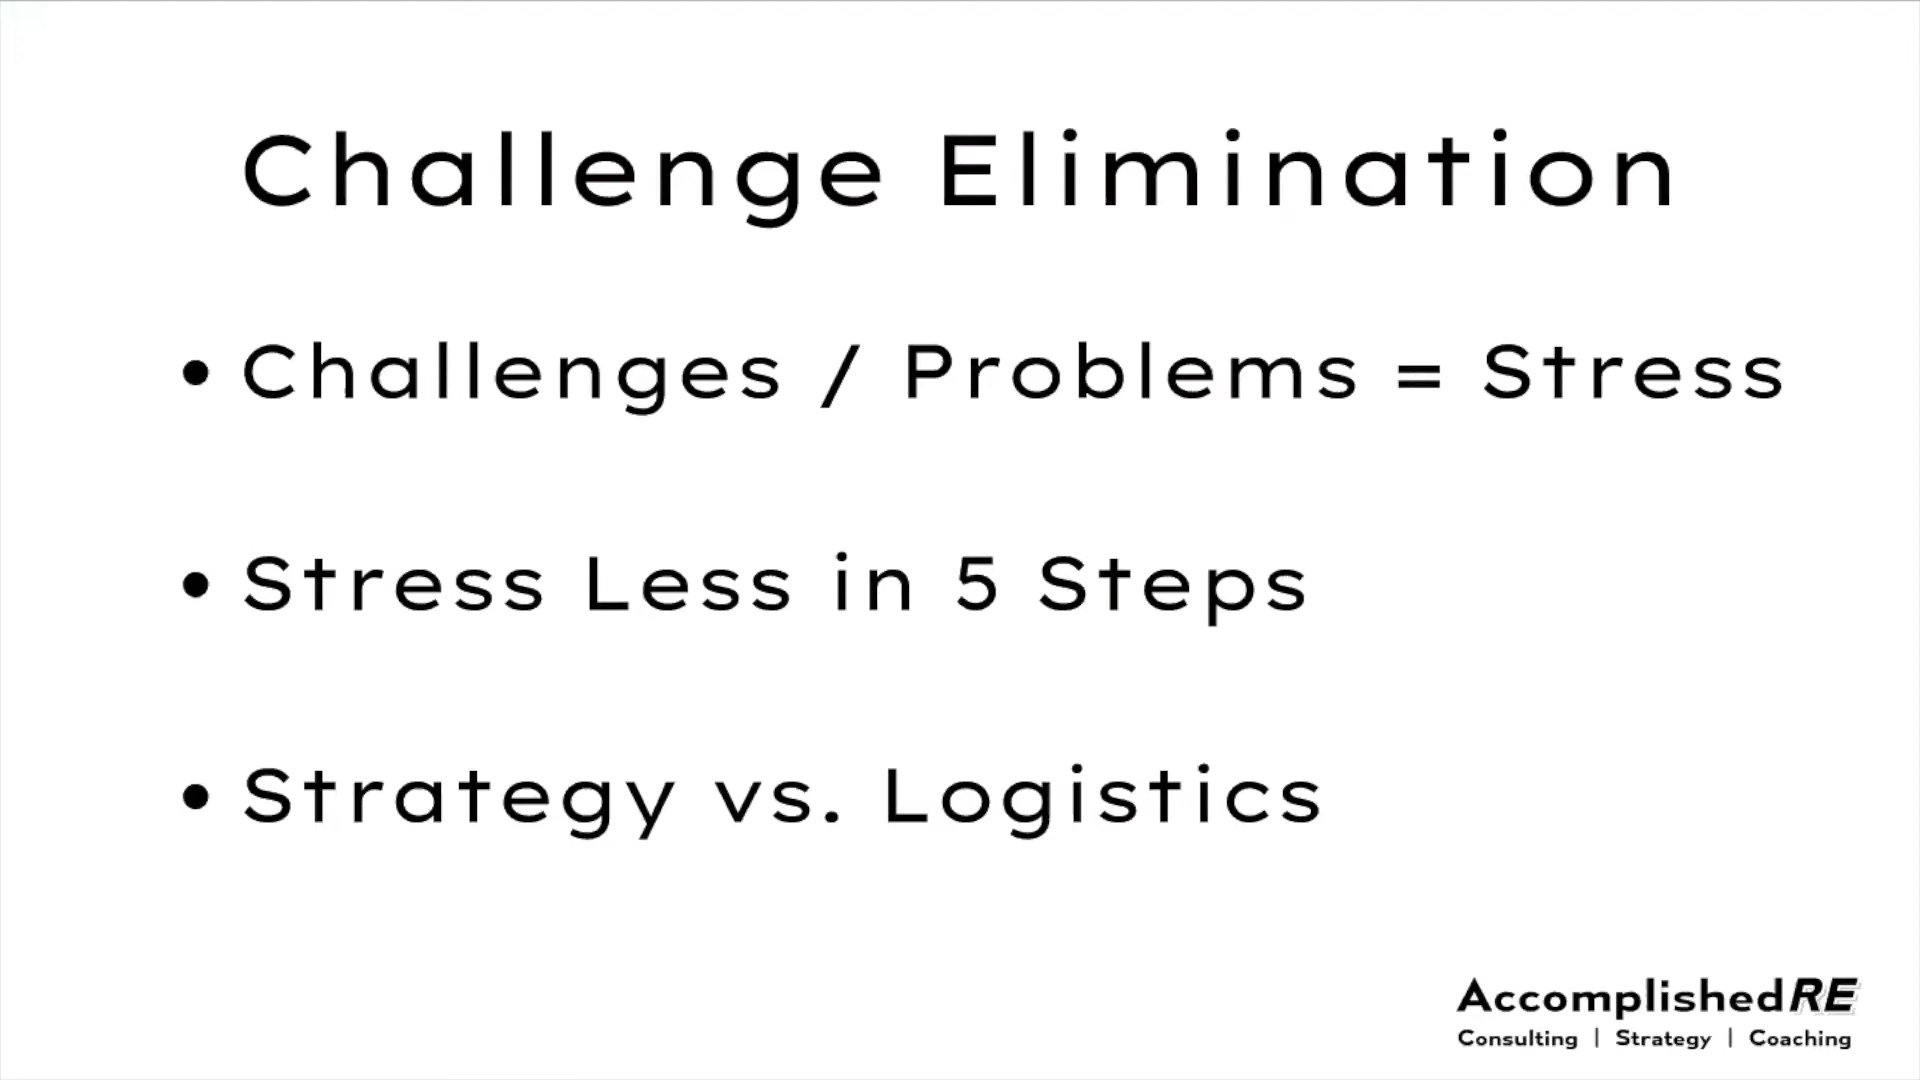 Challenge Elimination
• Challenges / Problems = Stress
• Stress Less in 5 Steps
• Strategy vs. Logistics
AccomplishedRE
Consulting | Strategy | Coaching